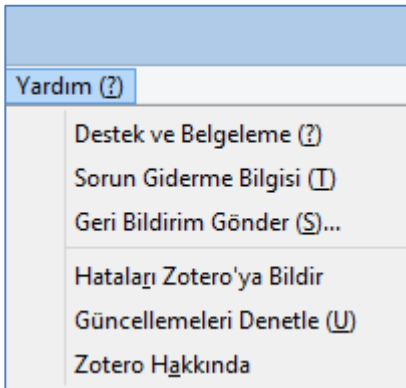 Yardım (?)
Destek ve Belgeleme (?)
Sorun Giderme Bilgisi (T)
Geri Bildirim Gönder (S)...
Hataları Zotero'ya Bildir
Güncellemeleri Denetle (U)
Zotero Hakkında